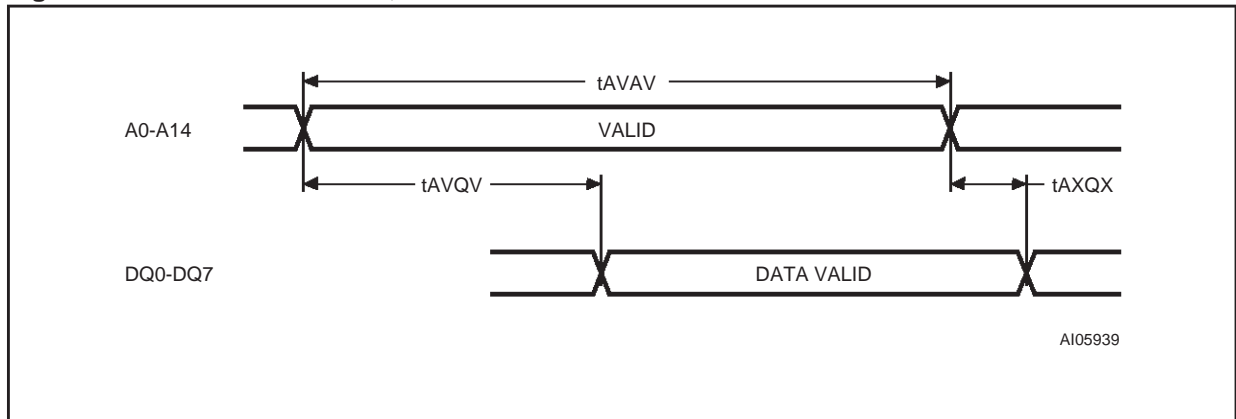 tAVAV
A0-A14
VALID
tAVQV
tAXQX
DQ0-DQ7
DATA VALID
AI05939